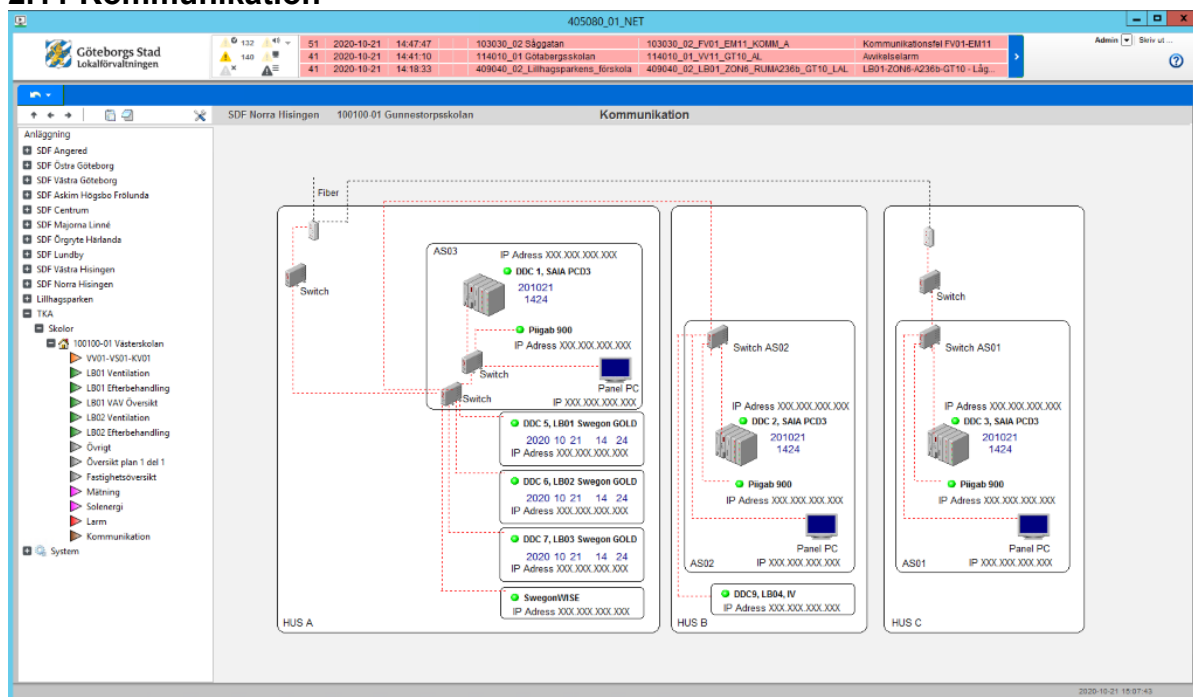 2.14 Kommunikation
405080_01_NET
Göteborgs Stad
Lokalförvaltningen
132
140
51 2020-10-21 14:47:47 103030_02 Såggatan 103030_02_FV01_EM11_KOMM_A Kommunikationsfel FV01-EM11
41 2020-10-21 14:41:10 114010_01 Götabergsskolan 114010_01_VV11_GT10_AL Avvikelselarm
41 2020-10-21 14:18:33 409040_02_Lillhagsparkens_förskola 409040_02_LB01_ZON6_RUMA236b_GT10_LAL LB01-ZON6-A236b-GT10 - Låg...
Admin Skriv ut ...
SDF Norra Hisingen 100100-01 Gunnestorpsskolan Kommunikation
Anläggning
SDF Angered
SDF Östra Göteborg
SDF Västra Göteborg
SDF Askim Högsbo Frölunda
SDF Centrum
SDF Majorna Linné
SDF Örgryte Härlanda
SDF Lundby
SDF Västra Hisingen
SDF Norra Hisingen
Lillhagsparken
TKA
Skolor
100100-01 Västerskolan
VV01-VS01-KV01
LB01 Ventilation
LB01 Efterbehandling
LB01 VAV Översikt
LB02 Ventilation
LB02 Efterbehandling
Övrigt
Översikt plan 1 del 1
Fastighetsöversikt
Mätning
Solenergi
Larm
Kommunikation
System
Fiber
Switch
AS03
IP Adress XXX.XXX.XXX.XXX
DDC 1, SAIA PCD3
201021
1424
Piigab 900
IP Adress XXX.XXX.XXX.XXX
Switch
Panel PC
Switch
IP XXX.XXX.XXX.XXX
DDC 5, LB01 Swegon GOLD
2020 10 21 14 24
IP Adress XXX.XXX.XXX.XXX
DDC 6, LB02 Swegon GOLD
2020 10 21 14 24
IP Adress XXX.XXX.XXX.XXX
DDC 7, LB03 Swegon GOLD
2020 10 21 14 24
IP Adress XXX.XXX.XXX.XXX
SwegonWISE
IP Adress XXX.XXX.XXX.XXX
HUS A
Switch AS02
IP Adress XXX.XXX.XXX.XXX
DDC 2, SAIA PCD3
201021
1424
Piigab 900
IP Adress XXX.XXX.XXX.XXX
Panel PC
AS02
IP XXX.XXX.XXX.XXX
DDC9, LB04, IV
IP Adress XXX.XXX.XXX.XXX
HUS B
Switch
Switch AS01
IP Adress XXX.XXX.XXX.XXX
DDC 3, SAIA PCD3
201021
1424
Piigab 900
IP Adress XXX.XXX.XXX.XXX
Panel PC
AS01
IP XXX.XXX.XXX.XXX
HUS C
2020-10-21 15:07:43